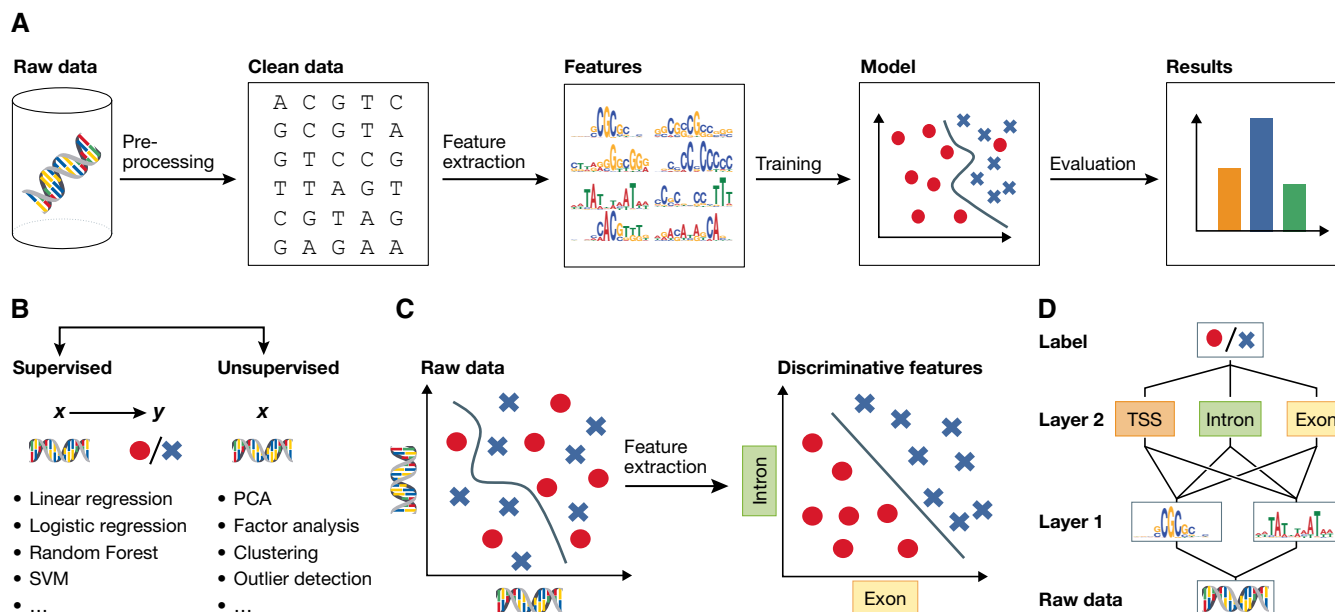 A
Raw data
Clean data
Features
Model
Results
Pre-
processing
Feature
extraction
Training
Evaluation
A C G T C
G C G T A
G T C C G
T T A G T
C G T A G
G A G A A
B
Supervised
Unsupervised
x
y
x
/
• Linear regression
• Logistic regression
• Random Forest
• SVM
• ...
• PCA
• Factor analysis
• Clustering
• Outlier detection
• ...
C
Raw data
Feature
extraction
Discriminative features
Intron
Exon
D
Label
/
Layer 2
TSS
Intron
Exon
Layer 1
Raw data